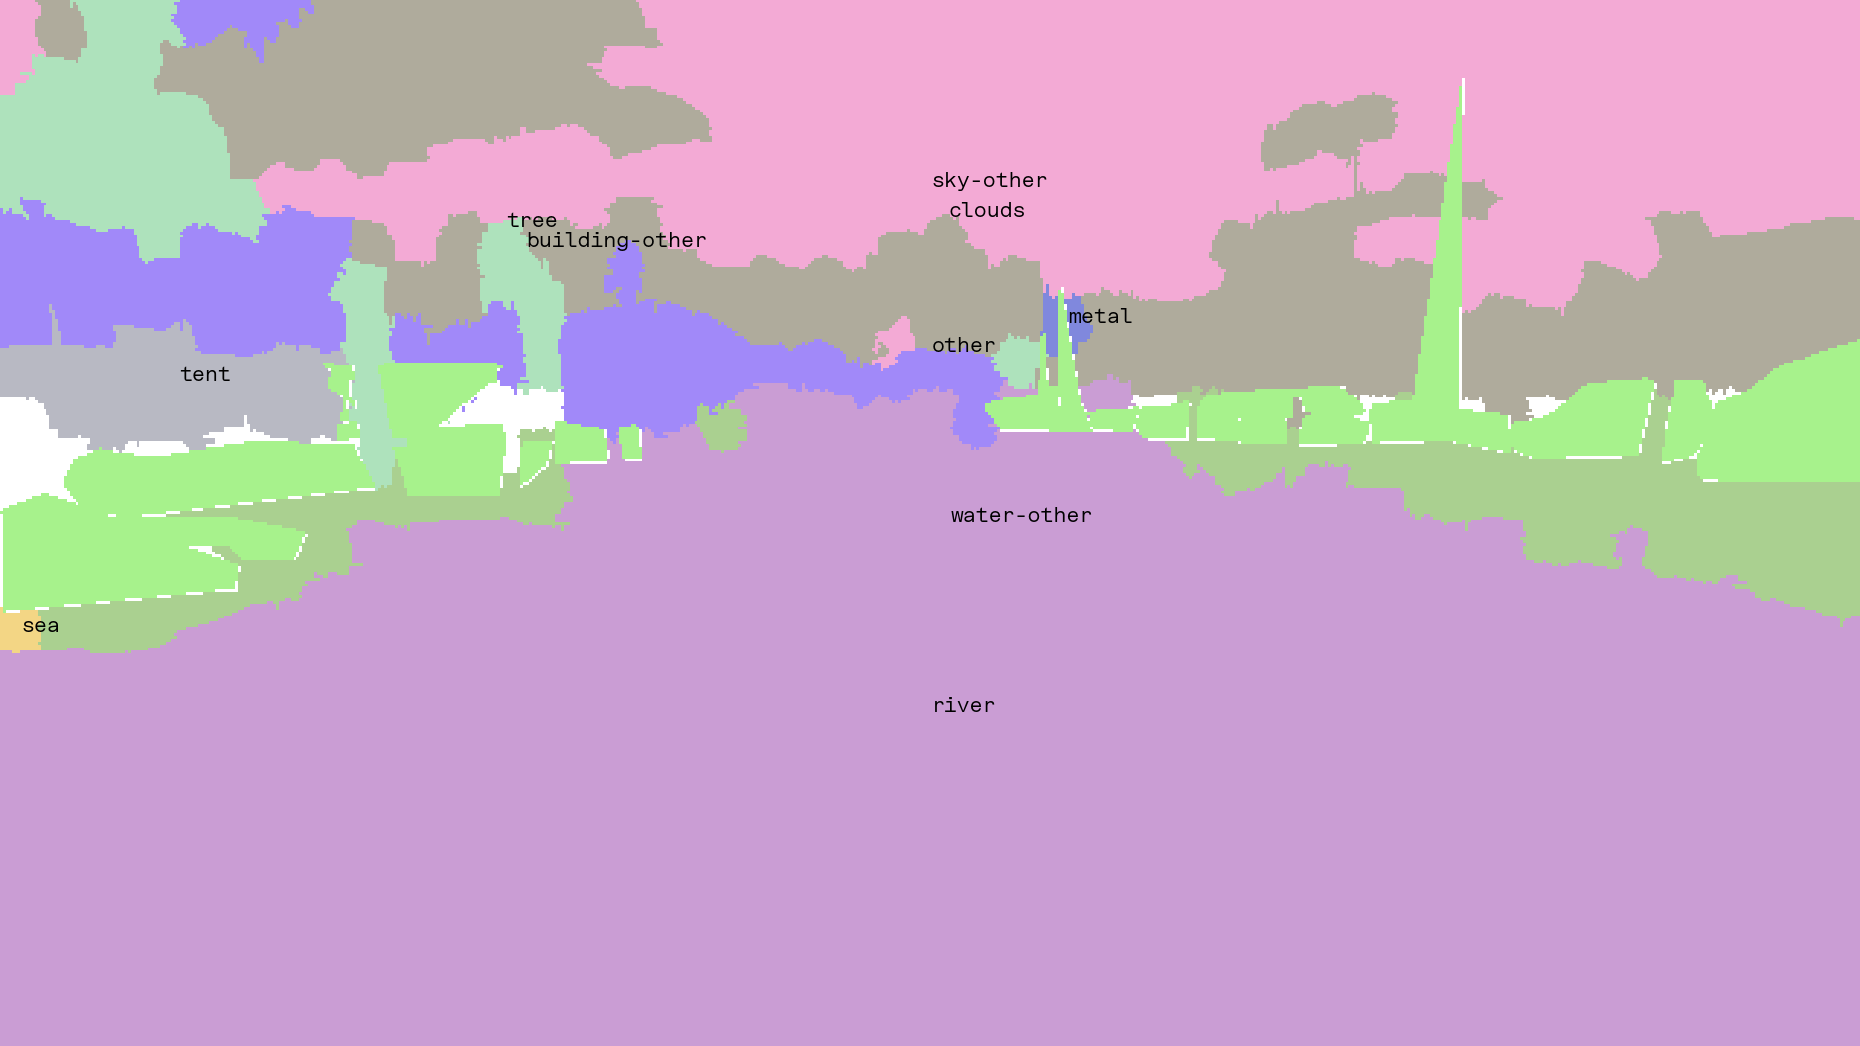 sky-other
clouds
tree
building-other
metal
other
tent
water-other
sea
river